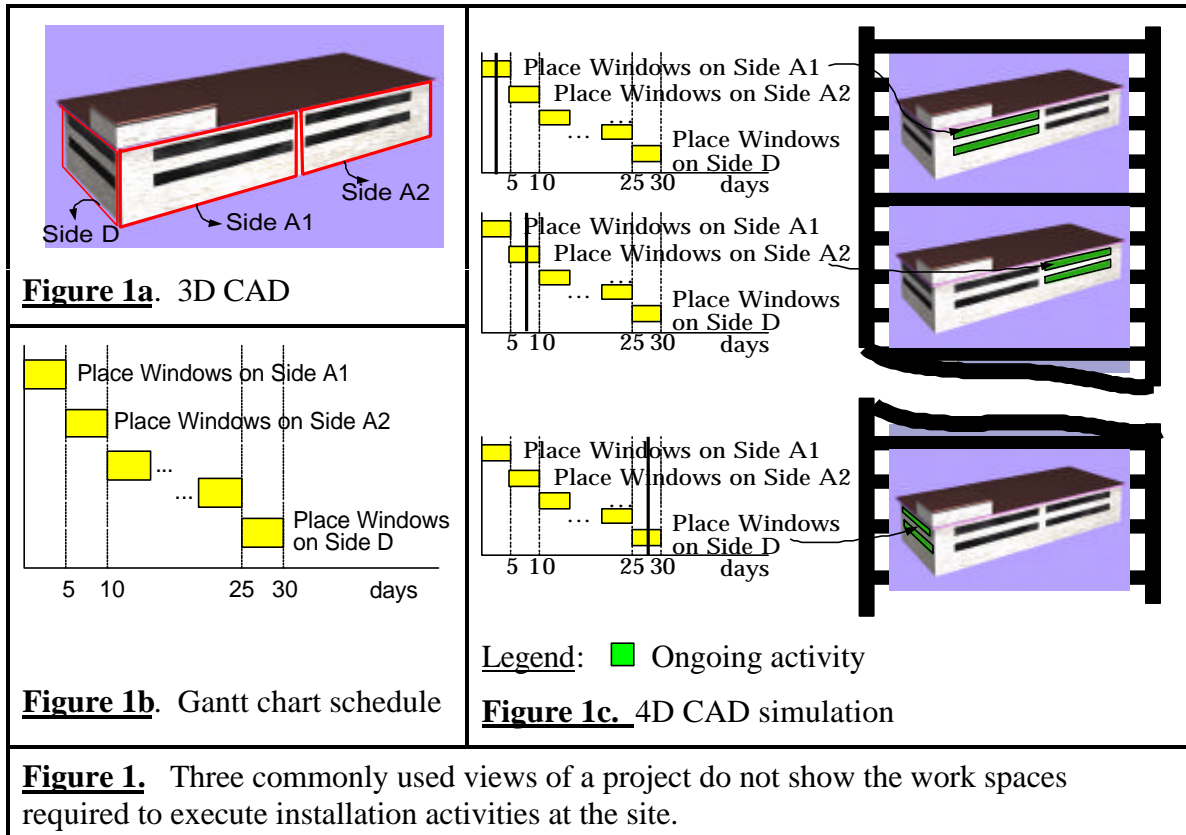 Side A2
Side A1
Side D
Figure 1a. 3D CAD
Place Windows on Side A1
Place Windows on Side A2
...
...
Place Windows
on Side D
5 10 25 30 days
Figure 1b. Gantt chart schedule
Place Windows on Side A1
Place Windows on Side A2
...
...
Place Windows
on Side D
5 10 25 30 days
Place Windows on Side A1
Place Windows on Side A2
...
...
Place Windows
on Side D
5 10 25 30 days
Place Windows on Side A1
Place Windows on Side A2
...
...
Place Windows
on Side D
5 10 25 30 days
Legend: Ongoing activity
Figure 1c. 4D CAD simulation
Figure 1. Three commonly used views of a project do not show the work spaces
required to execute installation activities at the site.